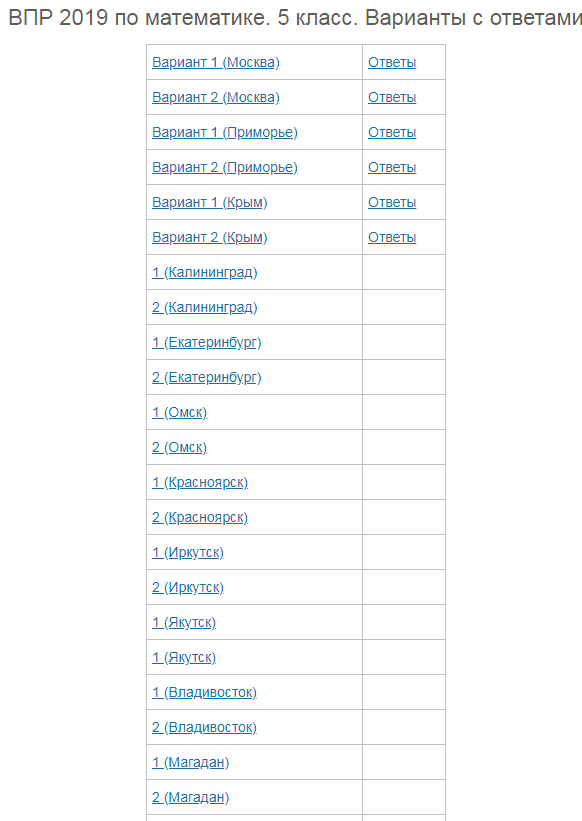 ВПР 2019 по математике. 5 класс. Варианты с ответами
Вариант 1 (Москва) Ответы
Вариант 2 (Москва) Ответы
Вариант 1 (Приморье) Ответы
Вариант 2 (Приморье) Ответы
Вариант 1 (Крым) Ответы
Вариант 2 (Крым) Ответы
1 (Калининград)
2 (Калининград)
1 (Екатеринбург)
2 (Екатеринбург)
1 (Омск)
2 (Омск)
1 (Красноярск)
2 (Красноярск)
1 (Иркутск)
2 (Иркутск)
1 (Якутск)
1 (Якутск)
1 (Владивосток)
2 (Владивосток)
1 (Магадан)
2 (Магадан)